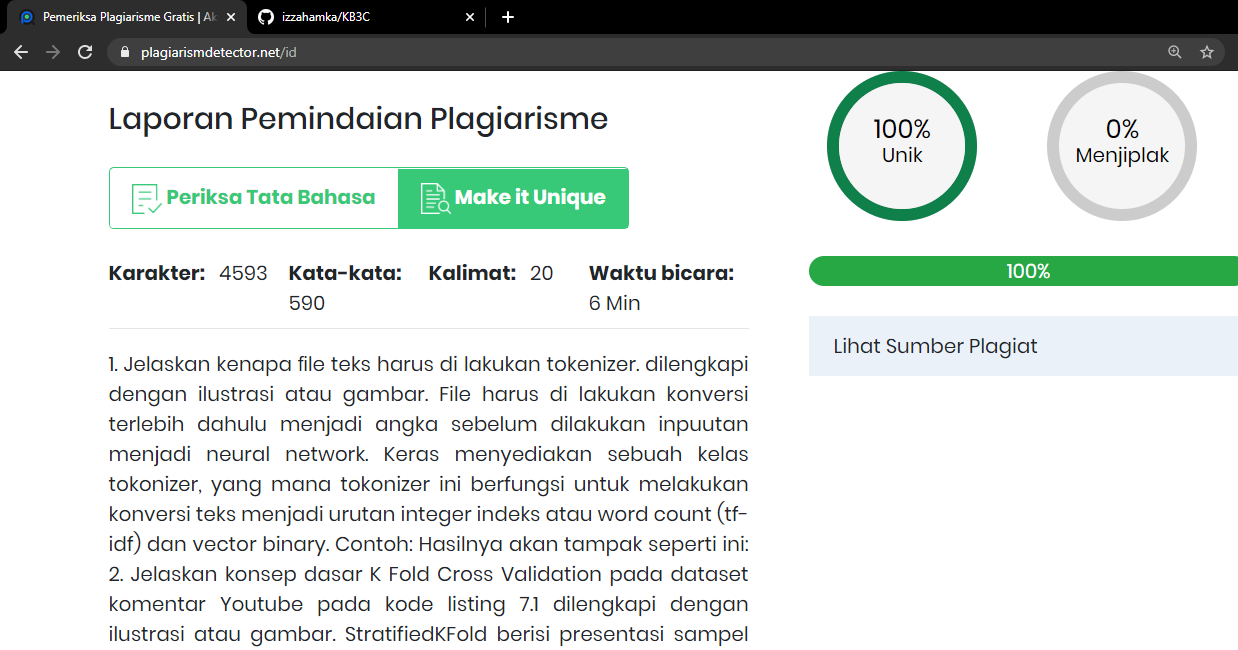 Pemeriksa Plagiarisme Gratis | Ak
izzahamka/KB3C
plagiarismdetector.net/id
Laporan Pemindaian Plagiarisme
Periksa Tata Bahasa
Make it Unique
Karakter: 4593 Kata-kata: 590 Kalimat: 20 Waktu bicara: 6 Min
1. Jelaskan kenapa file teks harus di lakukan tokenizer. dilengkapi
dengan ilustrasi atau gambar. File harus di lakukan konversi
terlebih dahulu menjadi angka sebelum dilakukan inpuutan
menjadi neural network. Keras menyediakan sebuah kelas
tokonizer, yang mana tokonizer ini berfungsi untuk melakukan
konversi teks menjadi urutan integer indeks atau word count (tf-
idf) dan vector binary. Contoh: Hasilnya akan tampak seperti ini:
2. Jelaskan konsep dasar K Fold Cross Validation pada dataset
komentar Youtube pada kode listing 7.1 dilengkapi dengan
ilustrasi atau gambar. StratifiedKFold berisi presentasi sampel
100%
Unik
0%
Menjiplak
100%
Lihat Sumber Plagiat